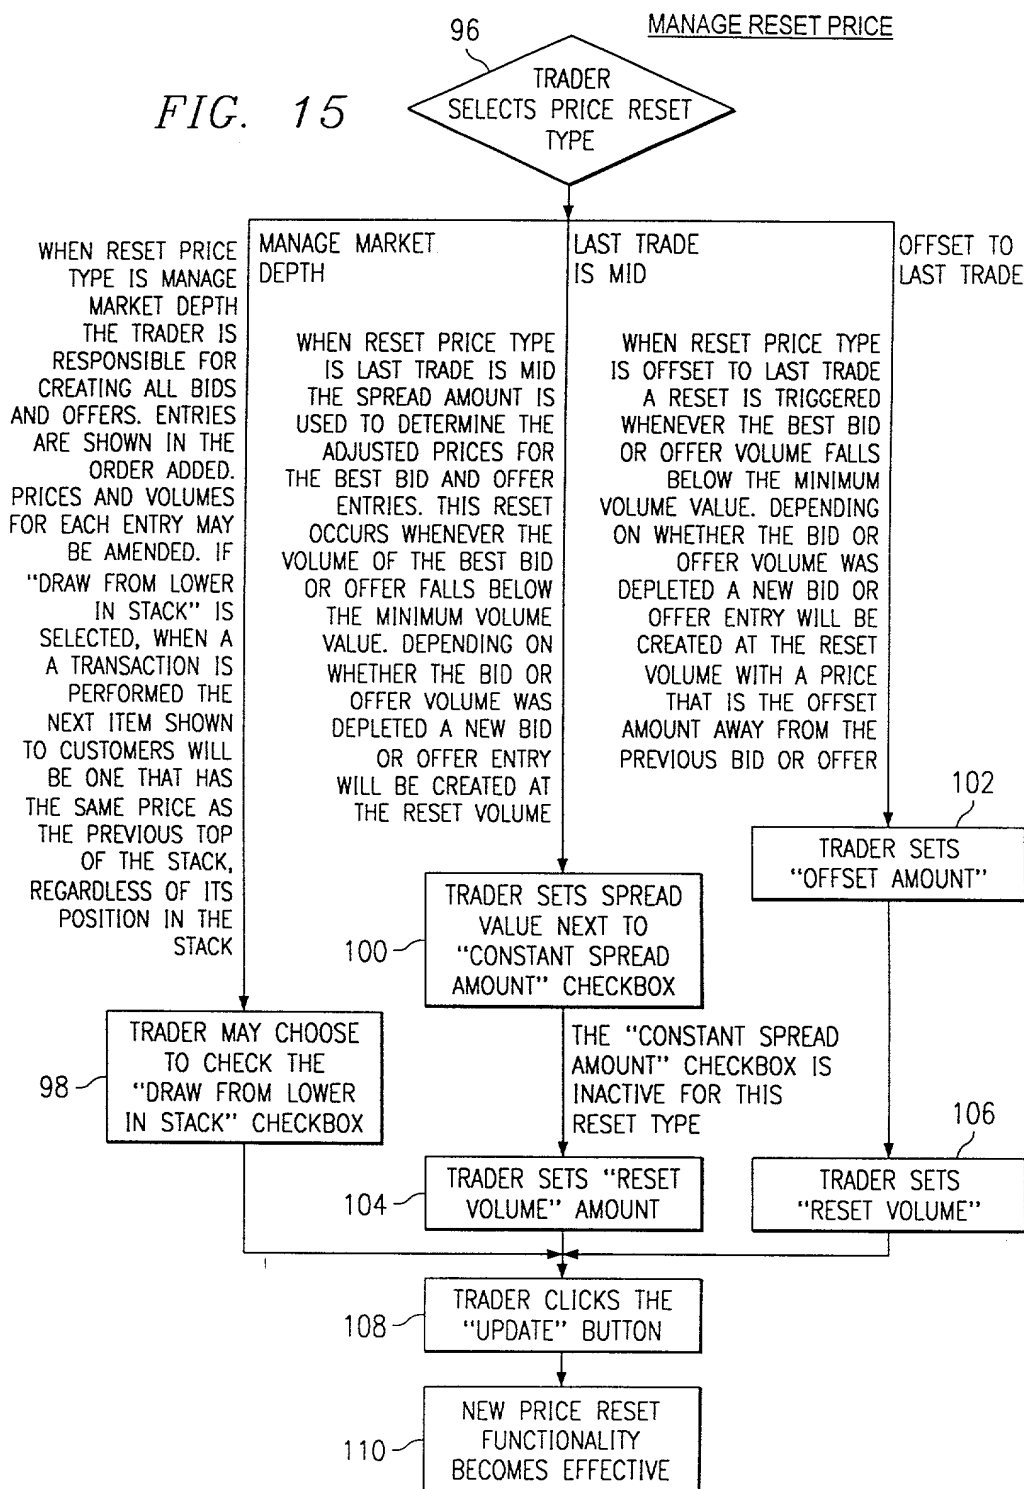 MANAGE RESET PRICE
FIG. 15
96
TRADER
SELECTS PRICE RESET
TYPE
WHEN RESET PRICE
TYPE IS MANAGE
MARKET DEPTH
THE TRADER IS
RESPONSIBLE FOR
CREATING ALL BIDS
AND OFFERS. ENTRIES
ARE SHOWN IN THE
ORDER ADDED.
PRICES AND VOLUMES
FOR EACH ENTRY MAY
BE AMENDED. IF
"DRAW FROM LOWER
IN STACK" IS
SELECTED, WHEN A
A TRANSACTION IS
PERFORMED THE
NEXT ITEM SHOWN
TO CUSTOMERS WILL
BE ONE THAT HAS
THE SAME PRICE AS
THE PREVIOUS TOP
OF THE STACK,
REGARDLESS OF ITS
POSITION IN THE
STACK
MANAGE MARKET
DEPTH
98
TRADER MAY CHOOSE
TO CHECK THE
"DRAW FROM LOWER
IN STACK" CHECKBOX
LAST TRADE
IS MID
WHEN RESET PRICE TYPE
IS LAST TRADE IS MID
THE SPREAD AMOUNT IS
USED TO DETERMINE THE
ADJUSTED PRICES FOR
THE BEST BID AND OFFER
ENTRIES. THIS RESET
OCCURS WHENEVER THE
VOLUME OF THE BEST BID
OR OFFER FALLS BELOW
THE MINIMUM VOLUME
VALUE. DEPENDING ON
WHETHER THE BID OR
OFFER VOLUME WAS
DEPLETED A NEW BID
OR OFFER ENTRY
WILL BE CREATED AT
THE RESET VOLUME
100
TRADER SETS SPREAD
VALUE NEXT TO
"CONSTANT SPREAD
AMOUNT" CHECKBOX
THE "CONSTANT SPREAD
AMOUNT" CHECKBOX IS
INACTIVE FOR THIS
RESET TYPE
104
TRADER SETS "RESET
VOLUME" AMOUNT
OFFSET TO
LAST TRADE
WHEN RESET PRICE TYPE
IS OFFSET TO LAST TRADE
A RESET IS TRIGGERED
WHENEVER THE BEST BID
OR OFFER VOLUME FALLS
BELOW THE MINIMUM
VOLUME VALUE. DEPENDING
ON WHETHER THE BID OR
OFFER VOLUME WAS
DEPLETED A NEW BID OR
OFFER ENTRY WILL BE
CREATED AT THE RESET
VOLUME WITH A PRICE
THAT IS THE OFFSET
AMOUNT AWAY FROM THE
PREVIOUS BID OR OFFER
102
TRADER SETS
"OFFSET AMOUNT"
106
TRADER SETS
"RESET VOLUME"
108
TRADER CLICKS THE
"UPDATE" BUTTON
110
NEW PRICE RESET
FUNCTIONALITY
BECOMES EFFECTIVE